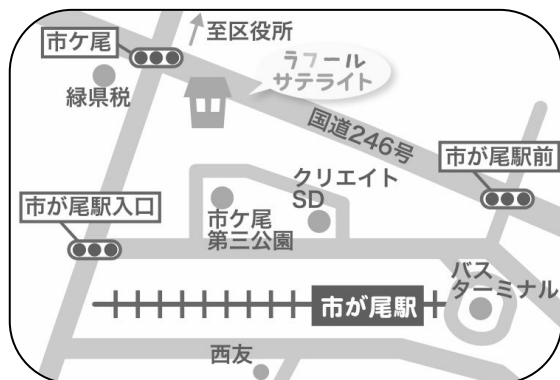 至区役所
市ケ尾
緑県税
ラフール
サテライト
国道246号
市が尾駅前
クリエイト
SD
市ケ尾
第三公園
市が尾駅入口
バス
ターミナル
市が尾駅
西友